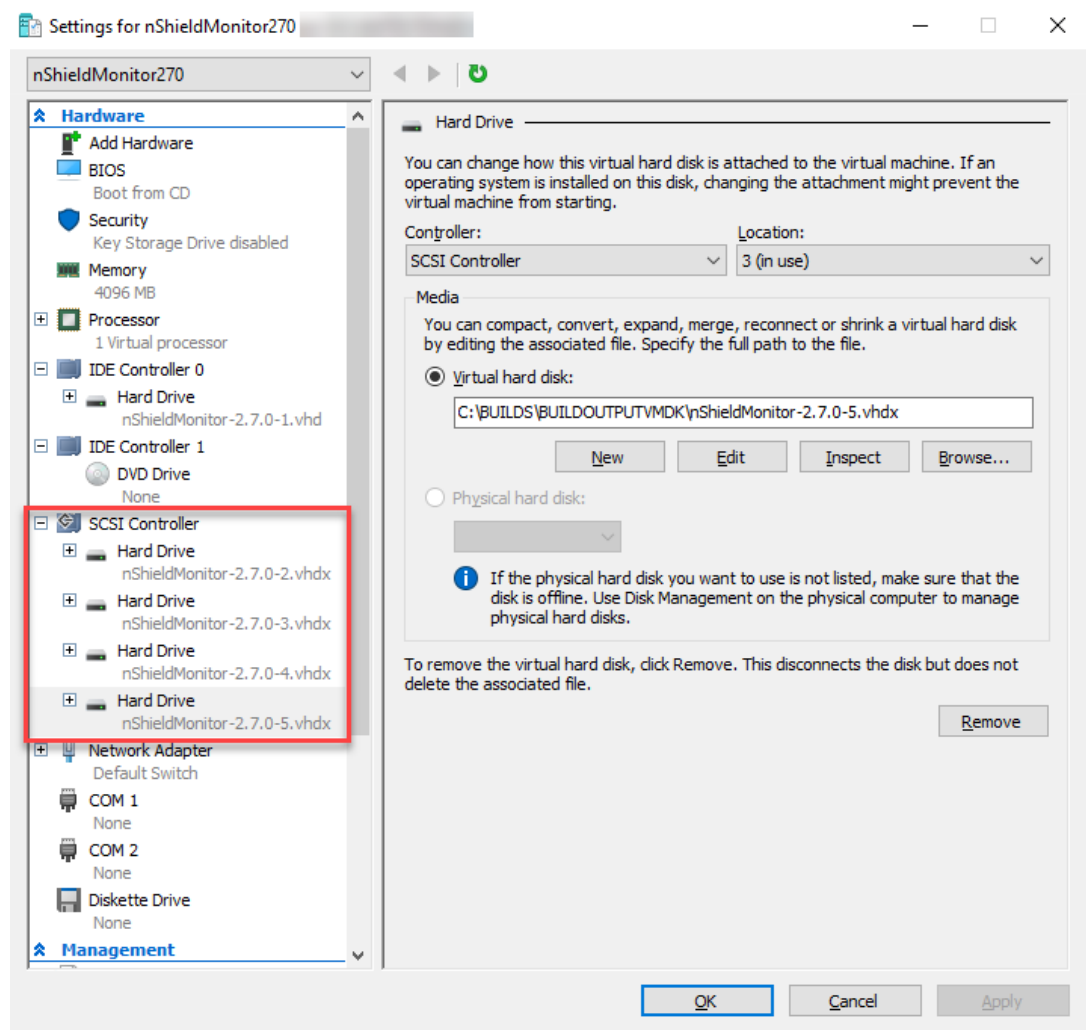 Settings for nShieldMonitor270
nShieldMonitor270
Hardware
Add Hardware
BIOS
Boot from CD
Security
Key Storage Drive disabled
Memory
4096 MB
Processor
1 Virtual processor
IDE Controller 0
Hard Drive
nShieldMonitor-2.7.0-1.vhd
IDE Controller 1
DVD Drive
None
SCSI Controller
Hard Drive
nShieldMonitor-2.7.0-2.vhdx
Hard Drive
nShieldMonitor-2.7.0-3.vhdx
Hard Drive
nShieldMonitor-2.7.0-4.vhdx
Hard Drive
nShieldMonitor-2.7.0-5.vhdx
Network Adapter
Default Switch
COM 1
None
COM 2
None
Diskette Drive
None
Management
Hard Drive
You can change how this virtual hard disk is attached to the virtual machine. If an
operating system is installed on this disk, changing the attachment might prevent the
virtual machine from starting.
Controller: Location:
SCSI Controller 3 (in use)
Media
You can compact, convert, expand, merge, reconnect or shrink a virtual hard disk
by editing the associated file. Specify the full path to the file.
Virtual hard disk:
C:\BUILDS\BUILDOUTPUTVMDK\nShieldMonitor-2.7.0-5.vhdx
New Edit Inspect Browse...
Physical hard disk:
If the physical hard disk you want to use is not listed, make sure that the
disk is offline. Use Disk Management on the physical computer to manage
physical hard disks.
To remove the virtual hard disk, click Remove. This disconnects the disk but does not
delete the associated file.
Remove
OK Cancel Apply